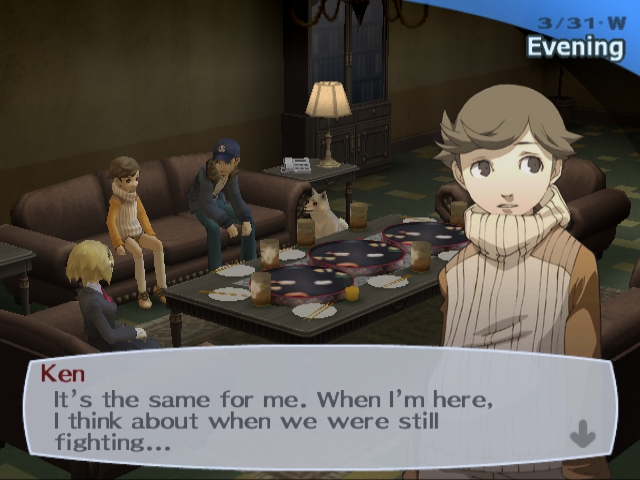 3/31·W
Evening
Ken
It's the same for me. When I'm here,
I think about when we were still
fighting...